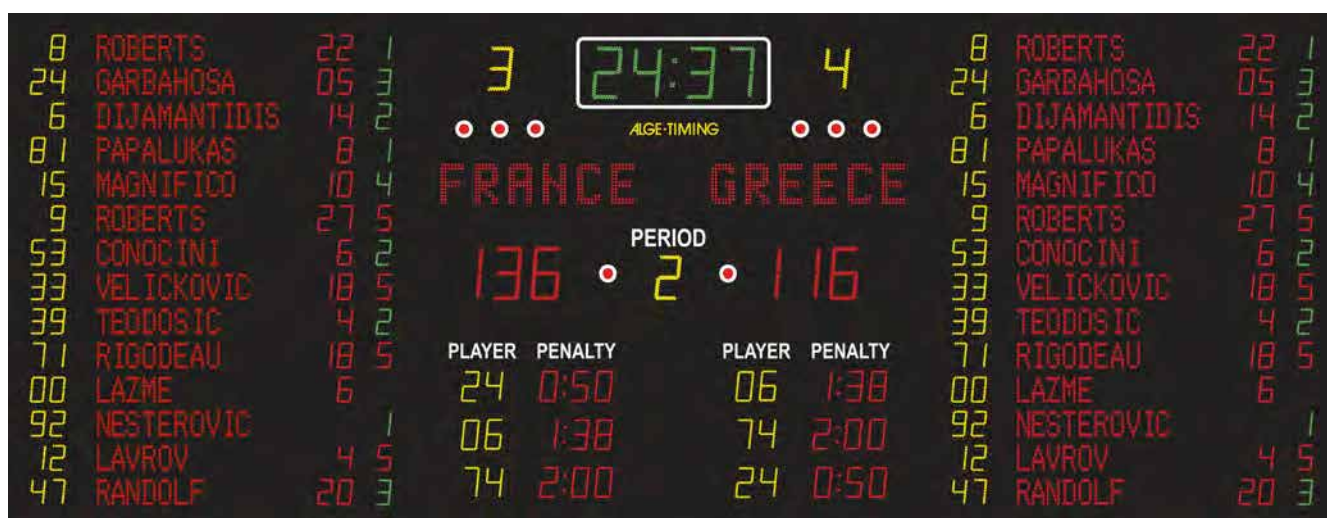 8 ROBERTS 22 1
24 GARBAHOSA 05 3
6 DIJAMANTIDIS 14 2
81 PAPALUKAS 8 1
15 MAGNIFICO 10 4
9 ROBERTS 27 5
53 CONOCINI 6 2
33 VELICKOVIC 18 5
39 TEODOSIC 4 2
71 RIGODEAU 18 5
00 LAZME 6
92 NESTEROVIC 1
12 LAVROV 4 5
47 RANDOLF 20 3
3 24:37 4
ALGE-TIMING
FRANCE GREECE
PERIOD
136 2 116
PLAYER PENALTY PLAYER PENALTY
24 0:50 06 1:38
06 1:38 74 2:00
74 2:00 24 0:50
8 ROBERTS 22 1
24 GARBAHOSA 05 3
6 DIJAMANTIDIS 14 2
81 PAPALUKAS 8 1
15 MAGNIFICO 10 4
9 ROBERTS 27 5
53 CONOCINI 6 2
33 VELICKOVIC 18 5
39 TEODOSIC 4 2
71 RIGODEAU 18 5
00 LAZME 6
92 NESTEROVIC 1
12 LAVROV 4 5
47 RANDOLF 20 3